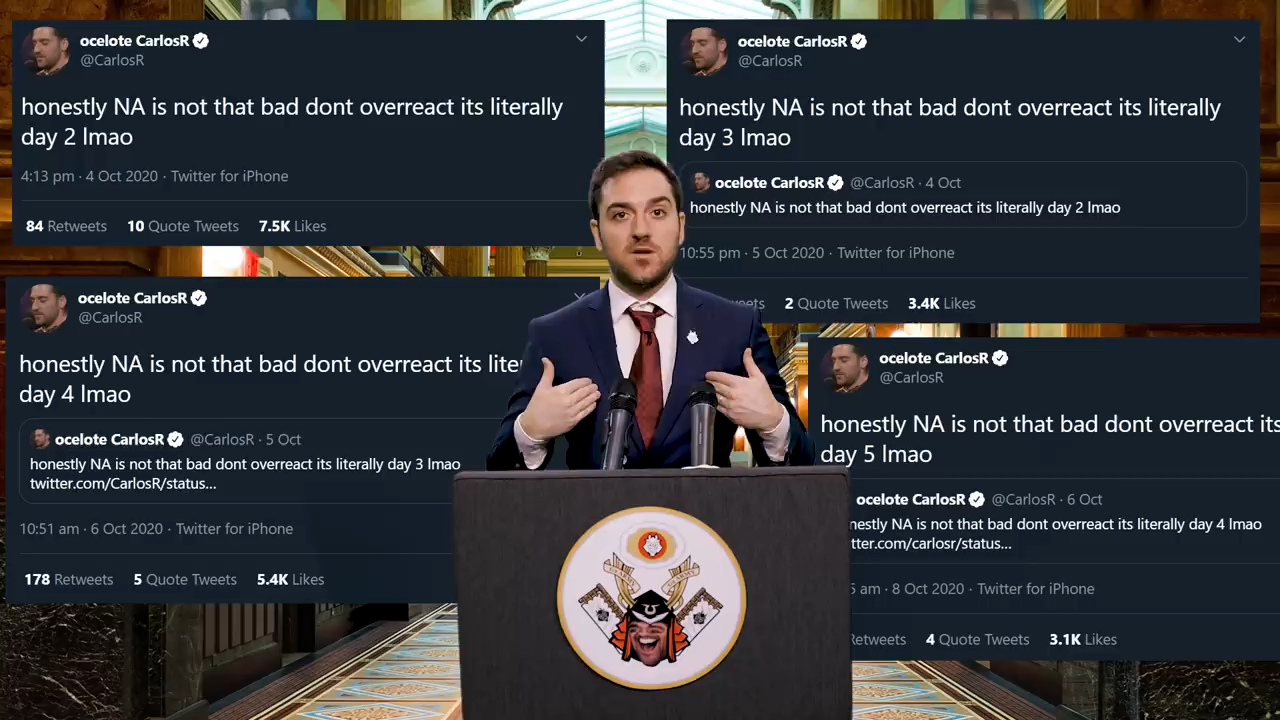 ocelote CarlosR
@CarlosR
honestly NA is not that bad dont overreact its literally
day 2 lmao
4:13 pm · 4 Oct 2020 · Twitter for iPhone
84 Retweets 10 Quote Tweets 7.5K Likes
ocelote CarlosR
@CarlosR
honestly NA is not that bad dont overreact its literally
day 3 lmao
ocelote CarlosR @CarlosR · 4 Oct
honestly NA is not that bad dont overreact its literally day 2 lmao
10:55 pm · 5 Oct 2020 · Twitter for iPhone
2 Quote Tweets 3.4K Likes
ocelote CarlosR
@CarlosR
honestly NA is not that bad dont overreact its lite
day 4 lmao
ocelote CarlosR @CarlosR · 5 Oct
honestly NA is not that bad dont overreact its literally day 3 lmao
twitter.com/CarlosR/status...
10:51 am · 6 Oct 2020 · Twitter for iPhone
178 Retweets 5 Quote Tweets 5.4K Likes
ocelote CarlosR
@CarlosR
honestly NA is not that bad dont overreact its
day 5 lmao
ocelote CarlosR @CarlosR · 6 Oct
nestly NA is not that bad dont overreact its literally day 4 lmao
tter.com/carlosr/status...
am · 8 Oct 2020 · Twitter for iPhone
etweets 4 Quote Tweets 3.1K Likes